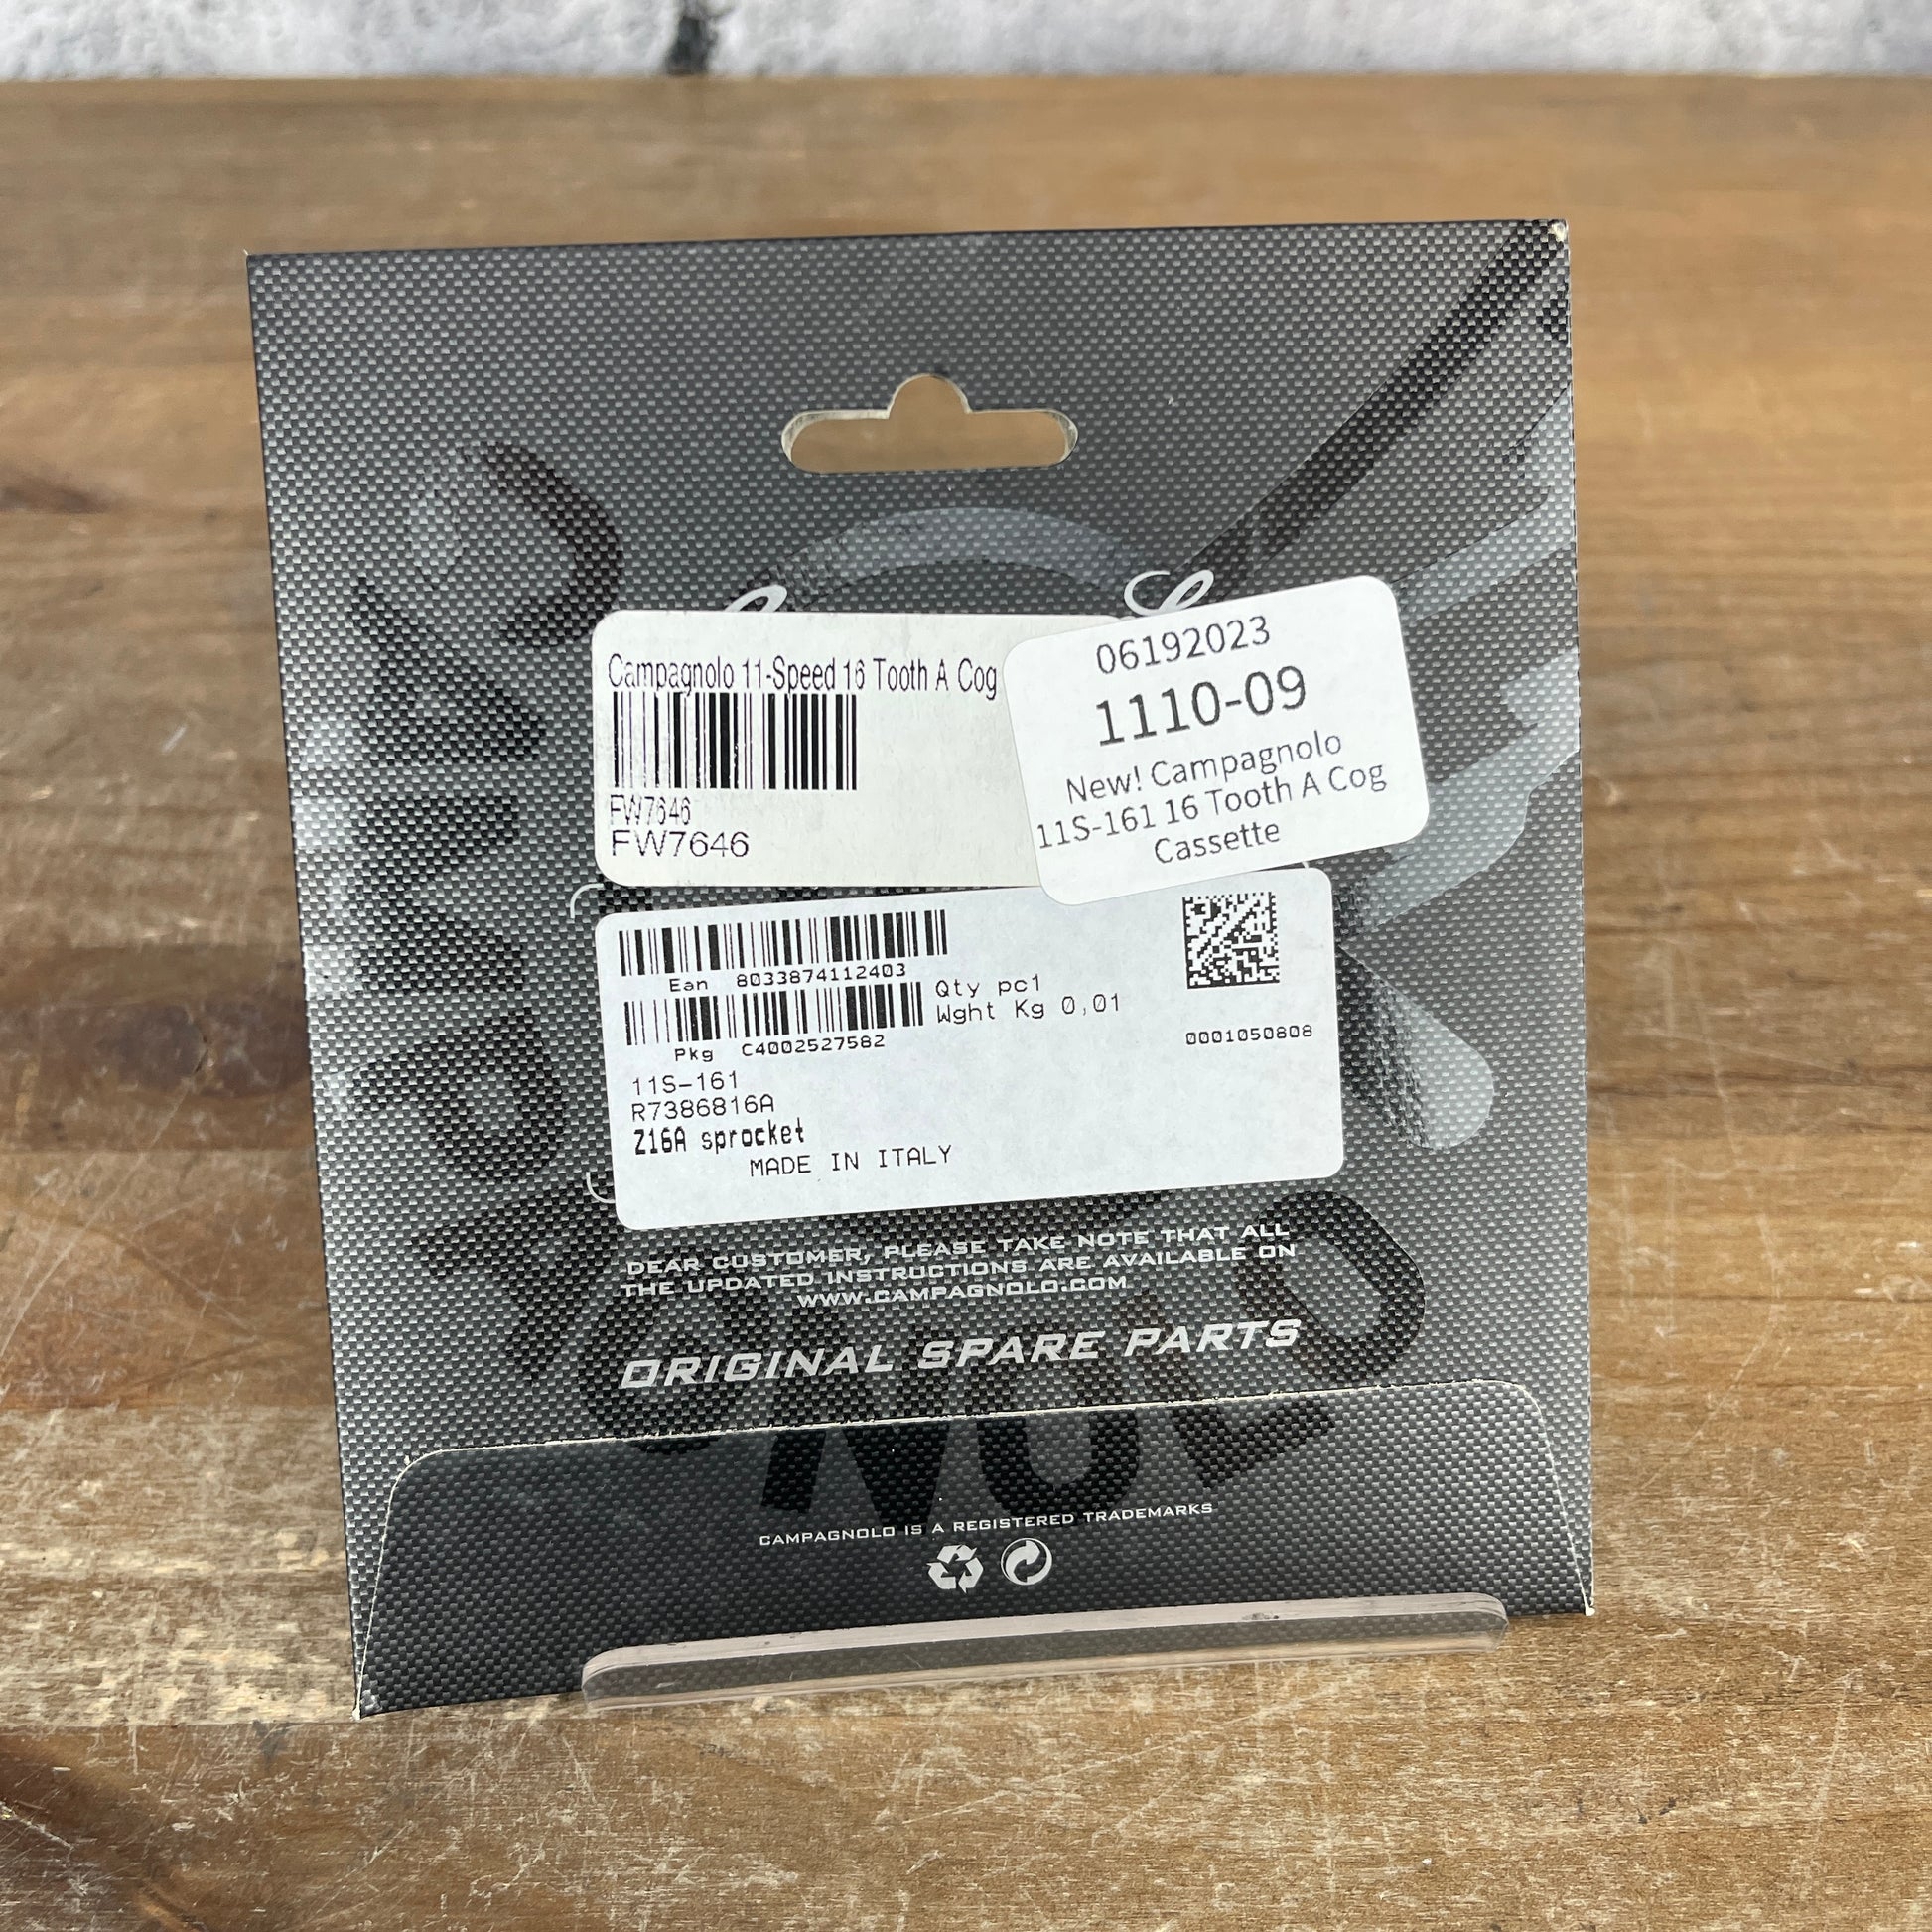 Campagnolo 11-Speed 16 Tooth A Cog
FW7646
FW7646
06192023
1110-09
New! Campagnolo
11S-161 16 Tooth A Cog
Cassette
Ean 8033874112403
Qty pc1
Wght Kg 0,01
Pkg C4002527582
0001050808
11S-161
R7386816A
Z16A sprocket
MADE IN ITALY
DEAR CUSTOMER, PLEASE TAKE NOTE THAT ALL
THE UPDATED INSTRUCTIONS ARE AVAILABLE ON
WWW.CAMPAGNOLO.COM
ORIGINAL SPARE PARTS
CAMPAGNOLO IS A REGISTERED TRADEMARKS